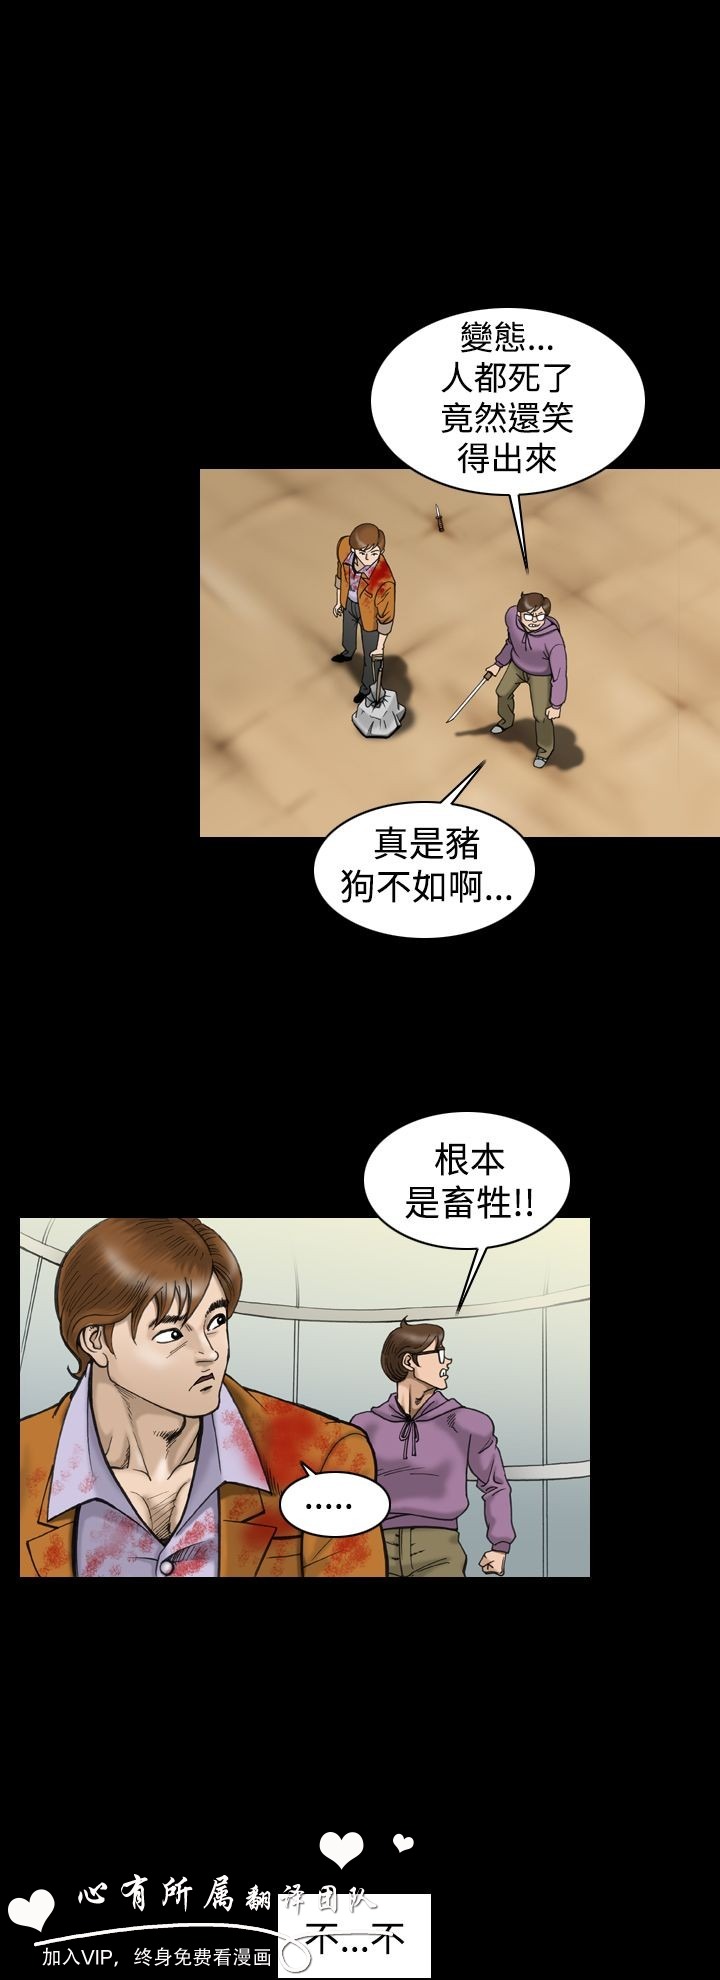 變態...
人都死了
竟然還笑
得出來
真是豬
狗不如啊...
根本
是畜牲!!
.....
心有所属翻译团队
加入VIP，终身免费看漫画
不...不